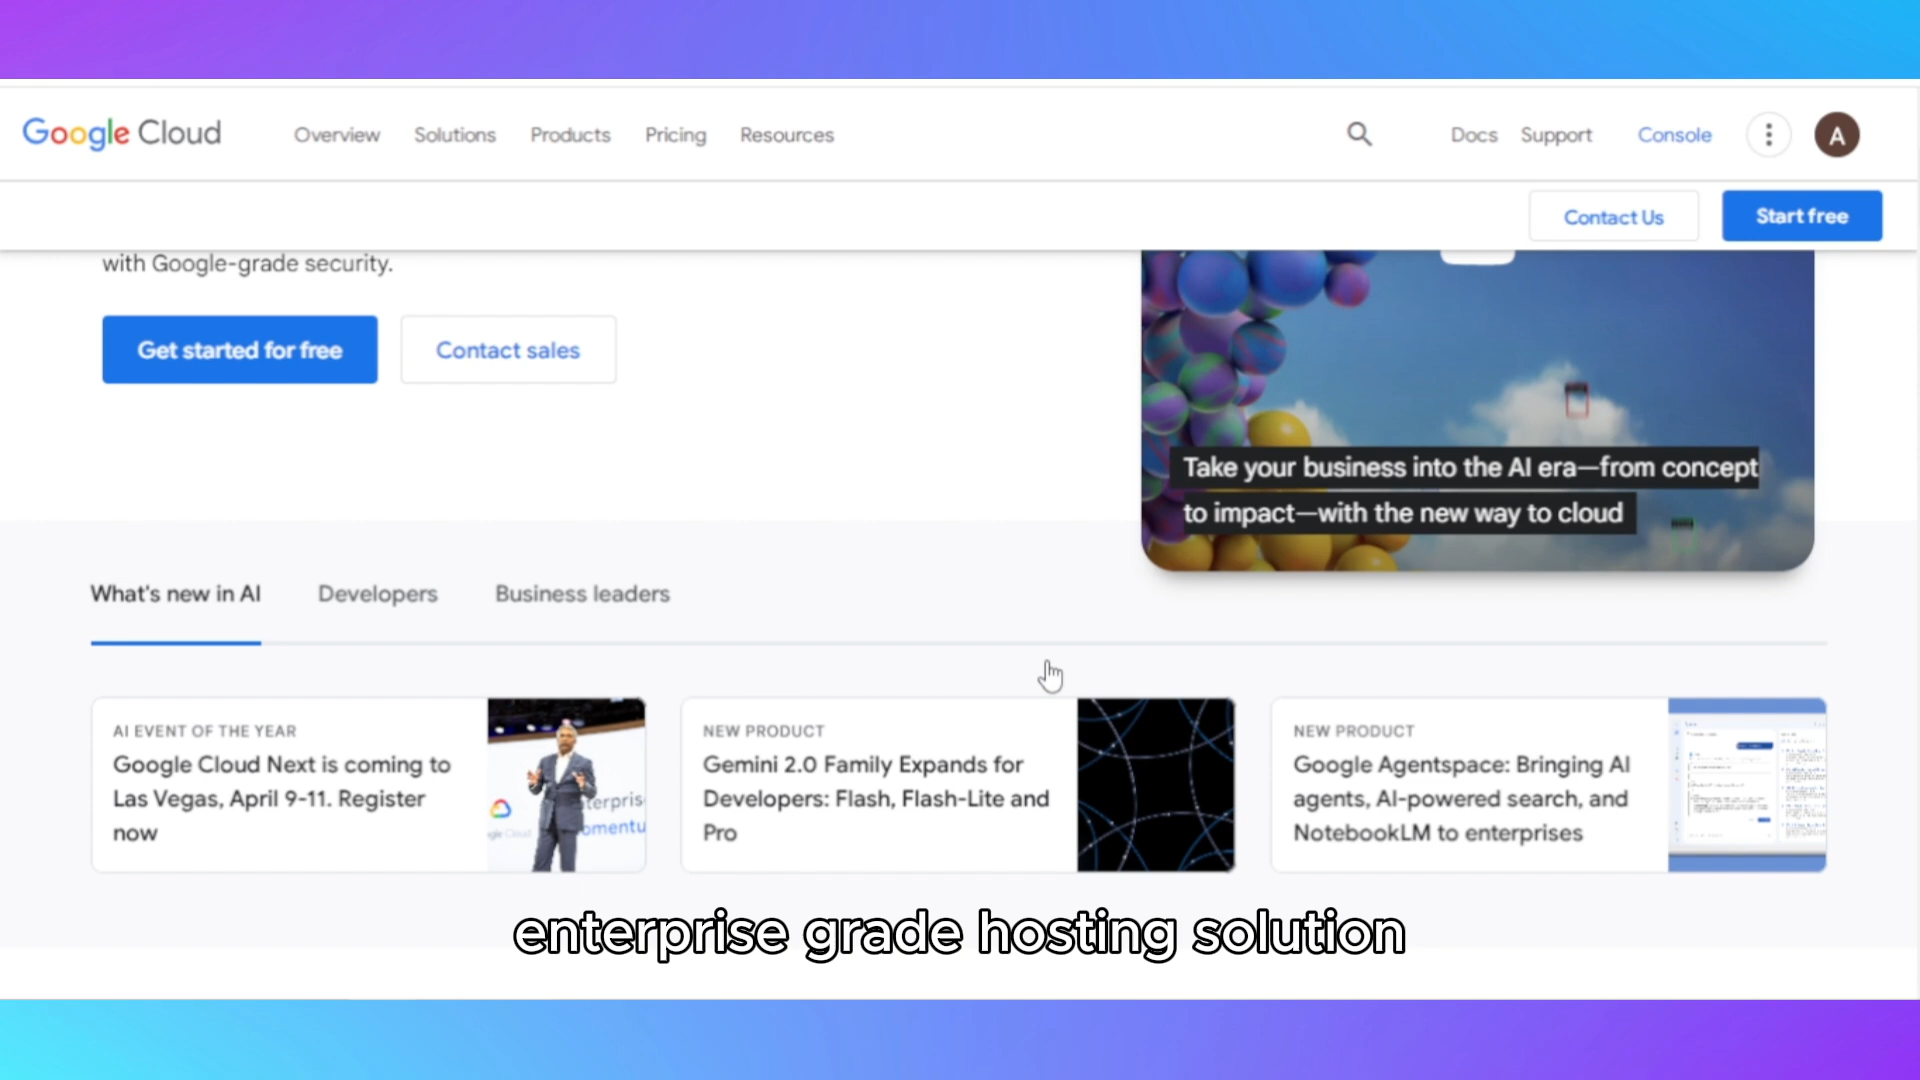 Google Cloud
Overview Solutions Products Pricing Resources
Docs Support Console
A
Contact Us Start free
with Google-grade security.
Get started for free Contact sales
Take your business into the AI era—from concept
to impact—with the new way to cloud
What's new in AI Developers Business leaders
AI EVENT OF THE YEAR
Google Cloud Next is coming to
Las Vegas, April 9-11. Register
now
terpris
omentu
gle Cloud
NEW PRODUCT
Gemini 2.0 Family Expands for
Developers: Flash, Flash-Lite and
Pro
NEW PRODUCT
Google Agentspace: Bringing AI
agents, AI-powered search, and
NotebookLM to enterprises
enterprise grade hosting solution